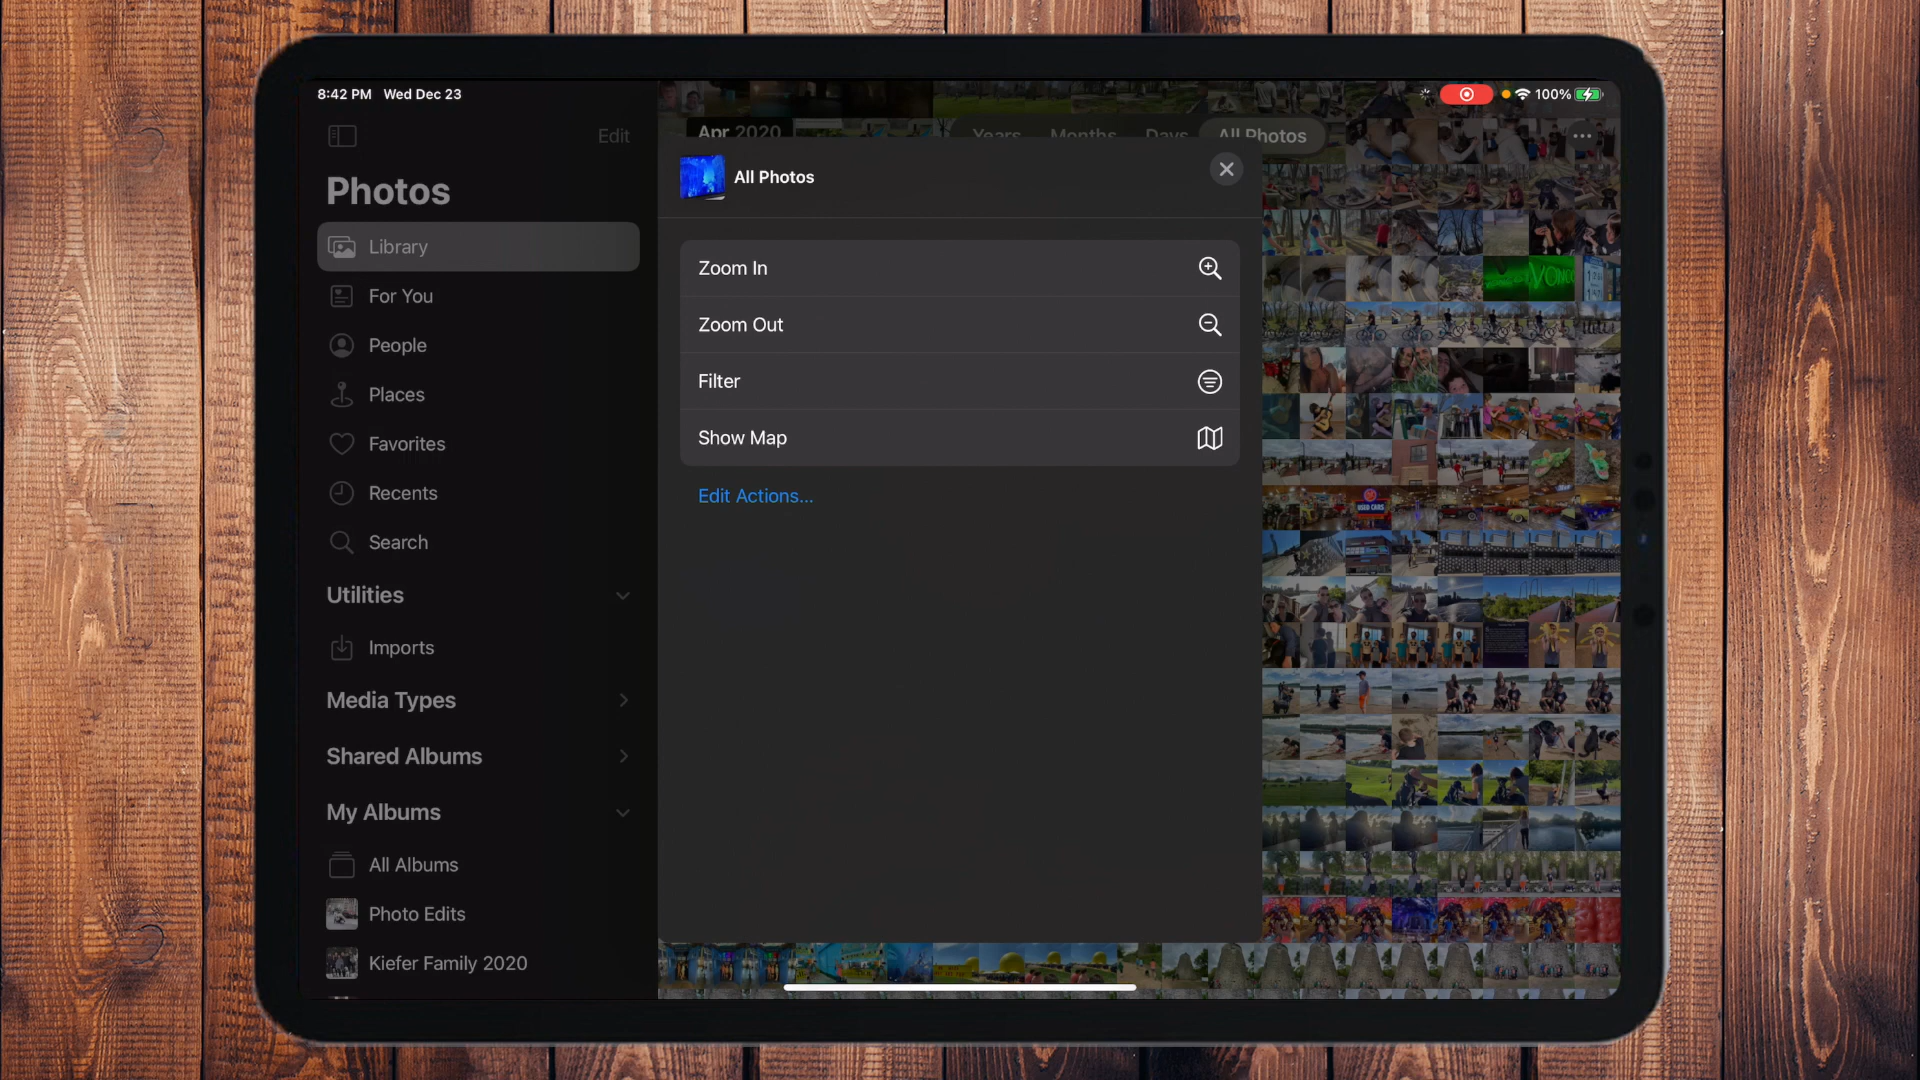 8:42 PM Wed Dec 23
100%
Edit
Apr 2020
Years Months Days All Photos
Photos
All Photos
Library
Zoom In
For You
Zoom Out
People
Filter
Places
Show Map
Favorites
Edit Actions...
Recents
Search
USED CARS
Utilities
Imports
Media Types
Shared Albums
My Albums
All Albums
Photo Edits
Kiefer Family 2020